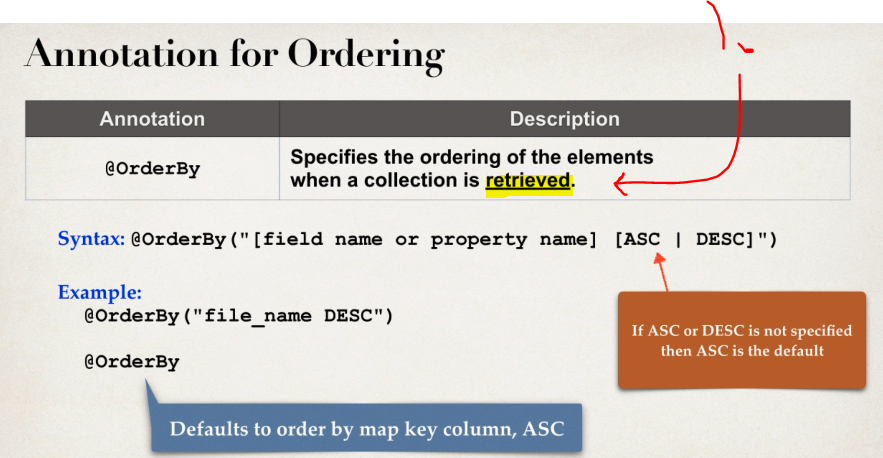 Annotation for Ordering
Annotation
Description
@OrderBy
Specifies the ordering of the elements
when a collection is retrieved.
Syntax: @OrderBy("[field name or property name] [ASC | DESC]")
Example:
@OrderBy("file_name DESC")
@OrderBy
If ASC or DESC is not specified
then ASC is the default
Defaults to order by map key column, ASC